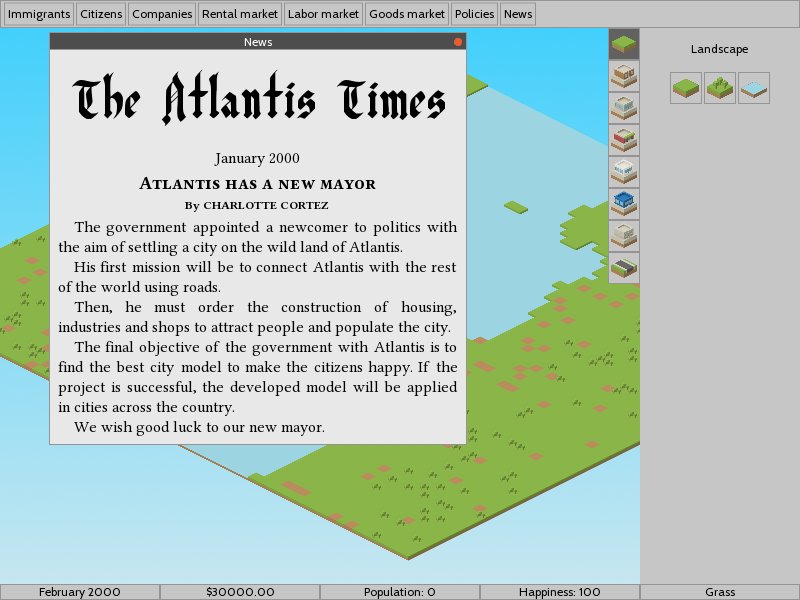 Immigrants Citizens Companies Rental market Labor market Goods market Policies News
News
Landscape
The Atlantis Times
January 2000
Atlantis has a new mayor
By Charlotte Cortez
The government appointed a newcomer to politics with
the aim of settling a city on the wild land of Atlantis.
His first mission will be to connect Atlantis with the rest
of the world using roads.
Then, he must order the construction of housing,
industries and shops to attract people and populate the city.
The final objective of the government with Atlantis is to
find the best city model to make the citizens happy. If the
project is successful, the developed model will be applied
in cities across the country.
We wish good luck to our new mayor.
February 2000 $30000.00 Population: 0 Happiness: 100 Grass